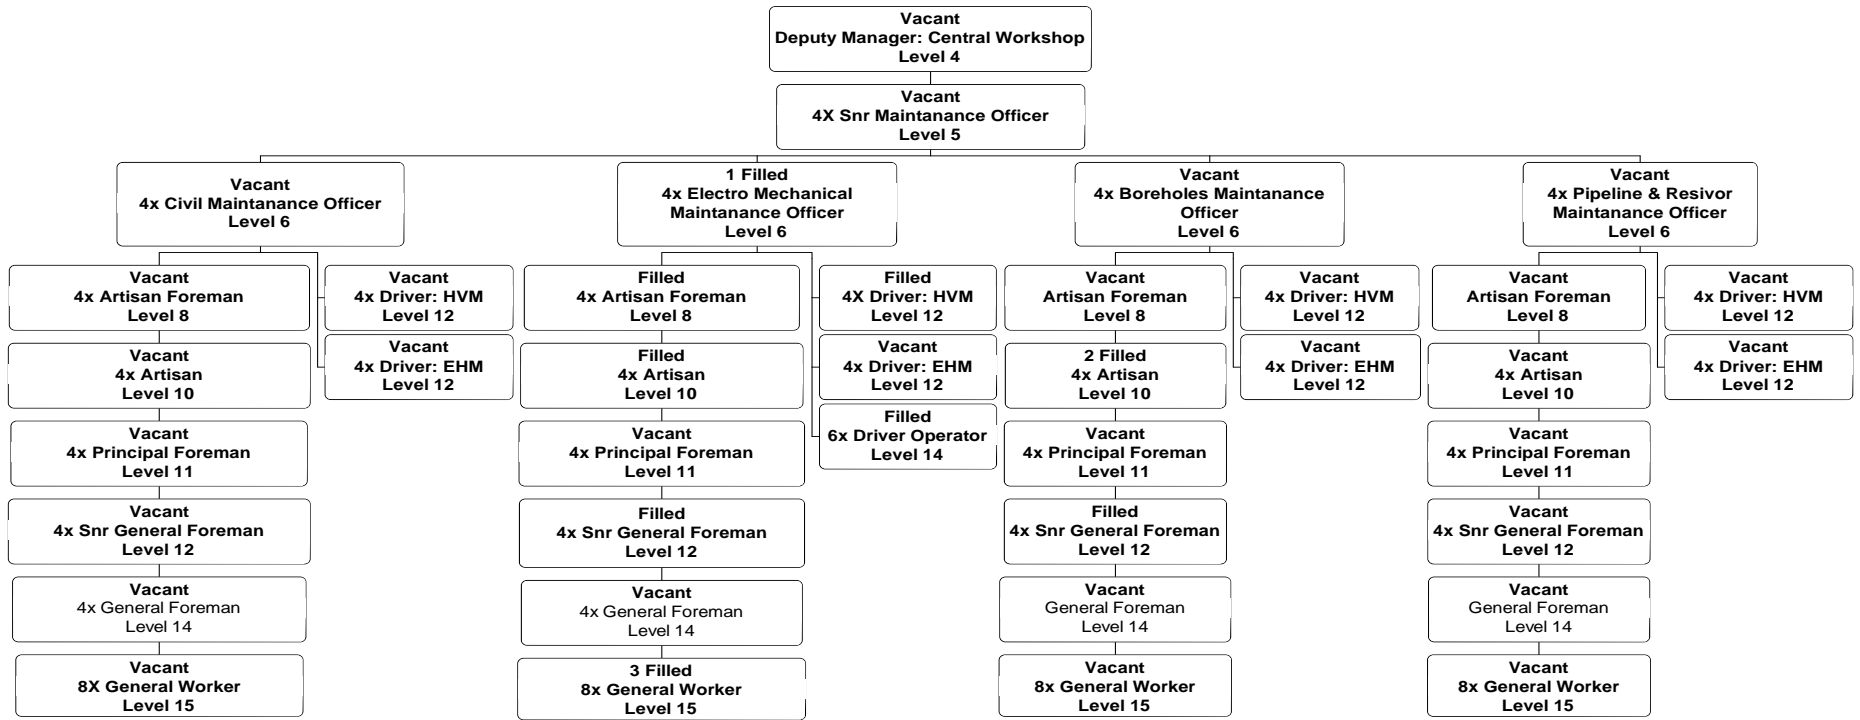 Vacant
Deputy Manager: Central Workshop
Level 4
Vacant
4X Snr Maintanance Officer
Level 5
Vacant
4x Civil Maintanance Officer
Level 6
1 Filled
4x Electro Mechanical
Maintanance Officer
Level 6
Vacant
4x Boreholes Maintanance
Officer
Level 6
Vacant
4x Pipeline & Resivor
Maintanance Officer
Level 6
Vacant
4x Artisan Foreman
Level 8
Vacant
4x Driver: HVM
Level 12
Filled
4x Artisan Foreman
Level 8
Filled
4X Driver: HVM
Level 12
Vacant
Artisan Foreman
Level 8
Vacant
4x Driver: HVM
Level 12
Vacant
Artisan Foreman
Level 8
Vacant
4x Driver: HVM
Level 12
Vacant
4x Artisan
Level 10
Vacant
4x Driver: EHM
Level 12
Filled
4x Artisan
Level 10
Vacant
4x Driver: EHM
Level 12
2 Filled
4x Artisan
Level 10
Vacant
4x Driver: EHM
Level 12
Vacant
4x Artisan
Level 10
Vacant
4x Driver: EHM
Level 12
Vacant
4x Principal Foreman
Level 11
Vacant
4x Principal Foreman
Level 11
Filled
6x Driver Operator
Level 14
Vacant
4x Principal Foreman
Level 11
Vacant
4x Principal Foreman
Level 11
Vacant
4x Snr General Foreman
Level 12
Filled
4x Snr General Foreman
Level 12
Filled
4x Snr General Foreman
Level 12
Vacant
4x Snr General Foreman
Level 12
Vacant
4x General Foreman
Level 14
Vacant
4x General Foreman
Level 14
Vacant
General Foreman
Level 14
Vacant
General Foreman
Level 14
Vacant
8X General Worker
Level 15
3 Filled
8x General Worker
Level 15
Vacant
8x General Worker
Level 15
Vacant
8x General Worker
Level 15